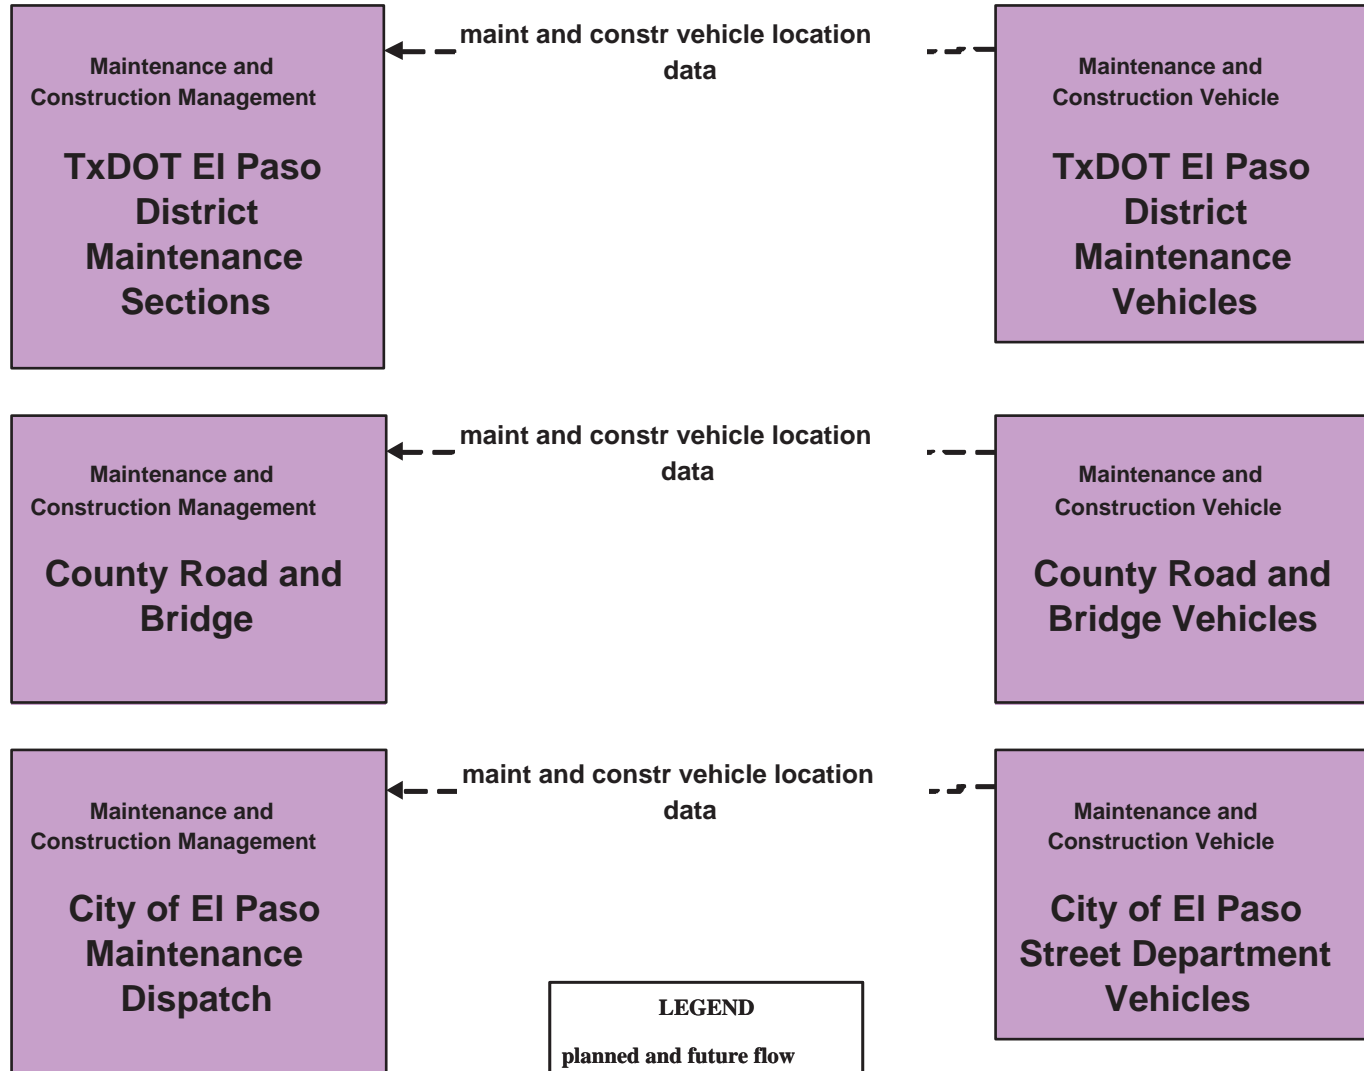 Maintenance and
Construction Management
TxDOT El Paso
District
Maintenance
Sections
maint and constr vehicle location
data
Maintenance and
Construction Vehicle
TxDOT El Paso
District
Maintenance
Vehicles
Maintenance and
Construction Management
County Road and
Bridge
maint and constr vehicle location
data
Maintenance and
Construction Vehicle
County Road and
Bridge Vehicles
Maintenance and
Construction Management
City of El Paso
Maintenance
Dispatch
maint and constr vehicle location
data
Maintenance and
Construction Vehicle
City of El Paso
Street Department
Vehicles
LEGEND
planned and future flow